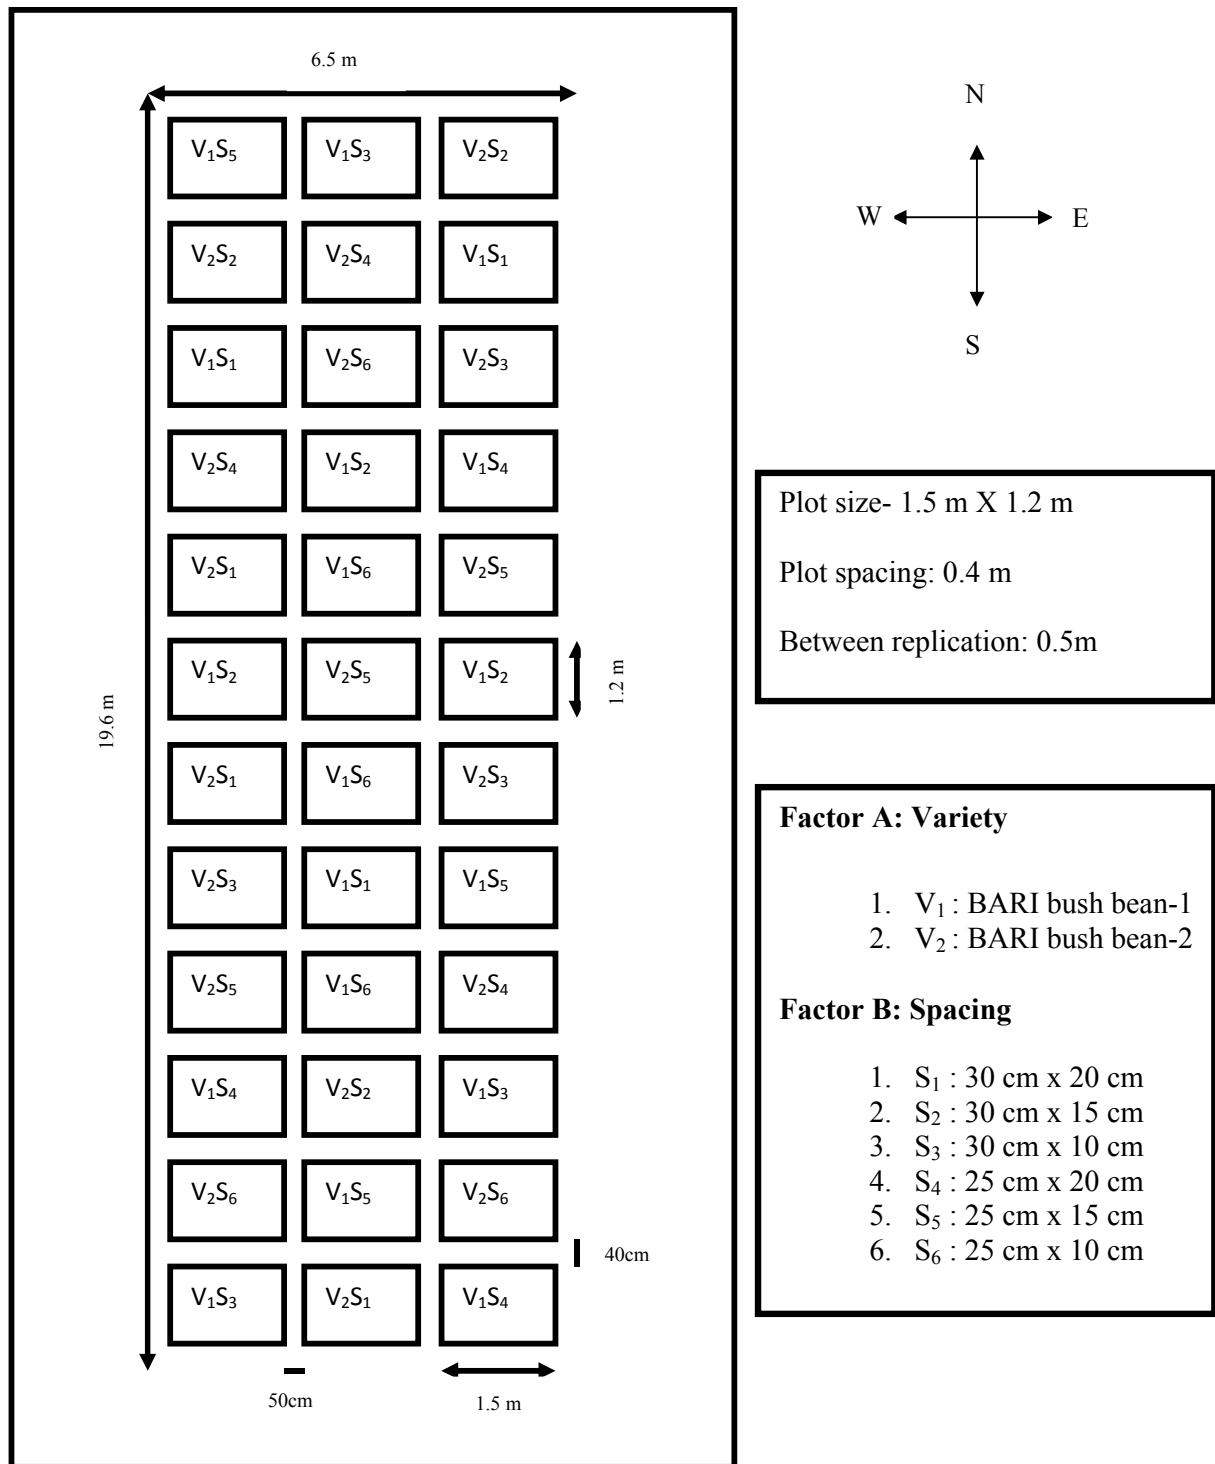 6.5 m
N
W E
S
V₁S₅ V₁S₃ V₂S₂
V₂S₂ V₂S₄ V₁S₁
V₁S₁ V₂S₆ V₂S₃
V₂S₄ V₁S₂ V₁S₄
V₂S₁ V₁S₆ V₂S₅
V₁S₂ V₂S₅ V₁S₂
V₂S₁ V₁S₆ V₂S₃
V₂S₃ V₁S₁ V₁S₅
V₂S₅ V₁S₆ V₂S₄
V₁S₄ V₂S₂ V₁S₃
V₂S₆ V₁S₅ V₂S₆
V₁S₃ V₂S₁ V₁S₄
19.6 m
1.2 m
40cm
50cm
1.5 m
Plot size- 1.5 m X 1.2 m
Plot spacing: 0.4 m
Between replication: 0.5m
Factor A: Variety
1. V₁ : BARI bush bean-1
2. V₂ : BARI bush bean-2
Factor B: Spacing
1. S₁ : 30 cm x 20 cm
2. S₂ : 30 cm x 15 cm
3. S₃ : 30 cm x 10 cm
4. S₄ : 25 cm x 20 cm
5. S₅ : 25 cm x 15 cm
6. S₆ : 25 cm x 10 cm